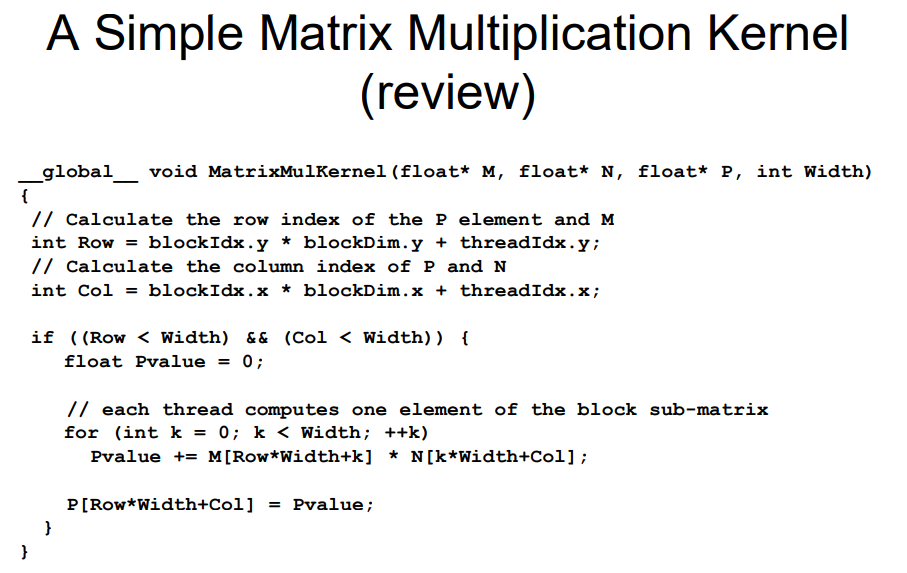 A Simple Matrix Multiplication Kernel
(review)
__global__ void MatrixMulKernel(float* M, float* N, float* P, int Width)
{
// Calculate the row index of the P element and M
int Row = blockIdx.y * blockDim.y + threadIdx.y;
// Calculate the column index of P and N
int Col = blockIdx.x * blockDim.x + threadIdx.x;
if ((Row < Width) && (Col < Width)) {
float Pvalue = 0;
// each thread computes one element of the block sub-matrix
for (int k = 0; k < Width; ++k)
Pvalue += M[Row*Width+k] * N[k*Width+Col];
P[Row*Width+Col] = Pvalue;
}
}